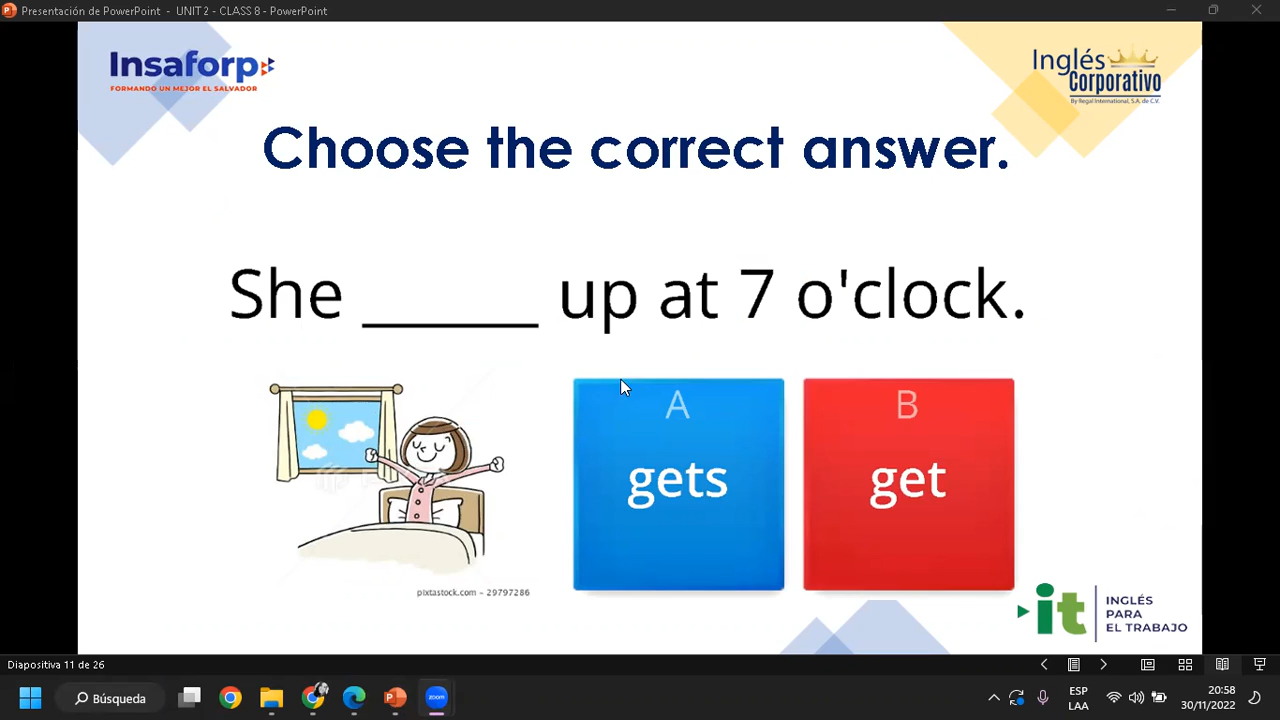 Presentación de PowerPoint - UNIT 2 - CLASS 8 - PowerPoint
Insaforp
FORMANDO UN MEJOR EL SALVADOR
Inglés
Corporativo
By Regal International, S.A. de C.V.
Choose the correct answer.
She ______ up at 7 o'clock.
A
gets
B
get
pixtastock.com - 29797286
it
INGLÉS
PARA
EL TRABAJO
Diapositiva 11 de 26
Búsqueda
zoom
ESP
LAA
20:58
30/11/2022